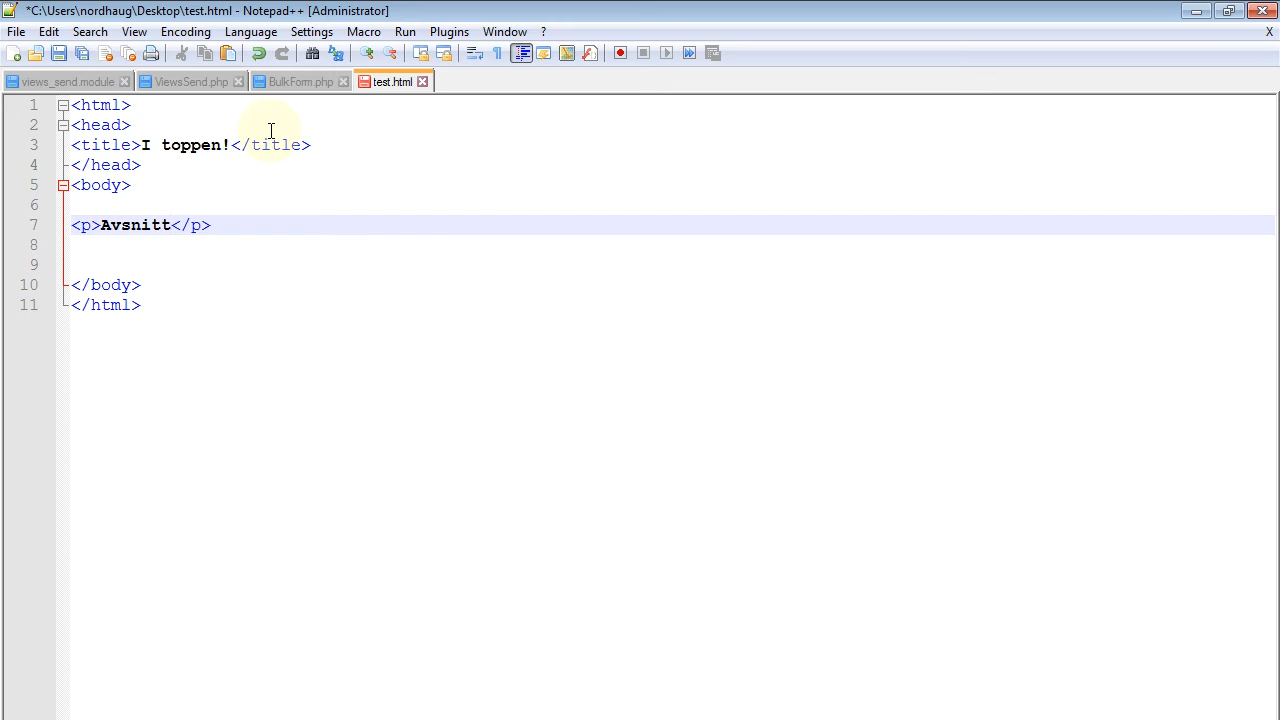 *C:\Users\nordhaug\Desktop\test.html - Notepad++ [Administrator]
File Edit Search View Encoding Language Settings Macro Run Plugins Window ? X
views_send.module ViewsSend.php BulkForm.php test.html
1 <html>
2 <head>
3 <title>I toppen!</title>
4 </head>
5 <body>
6
7 <p>Avsnitt</p>
8
9
10 </body>
11 </html>